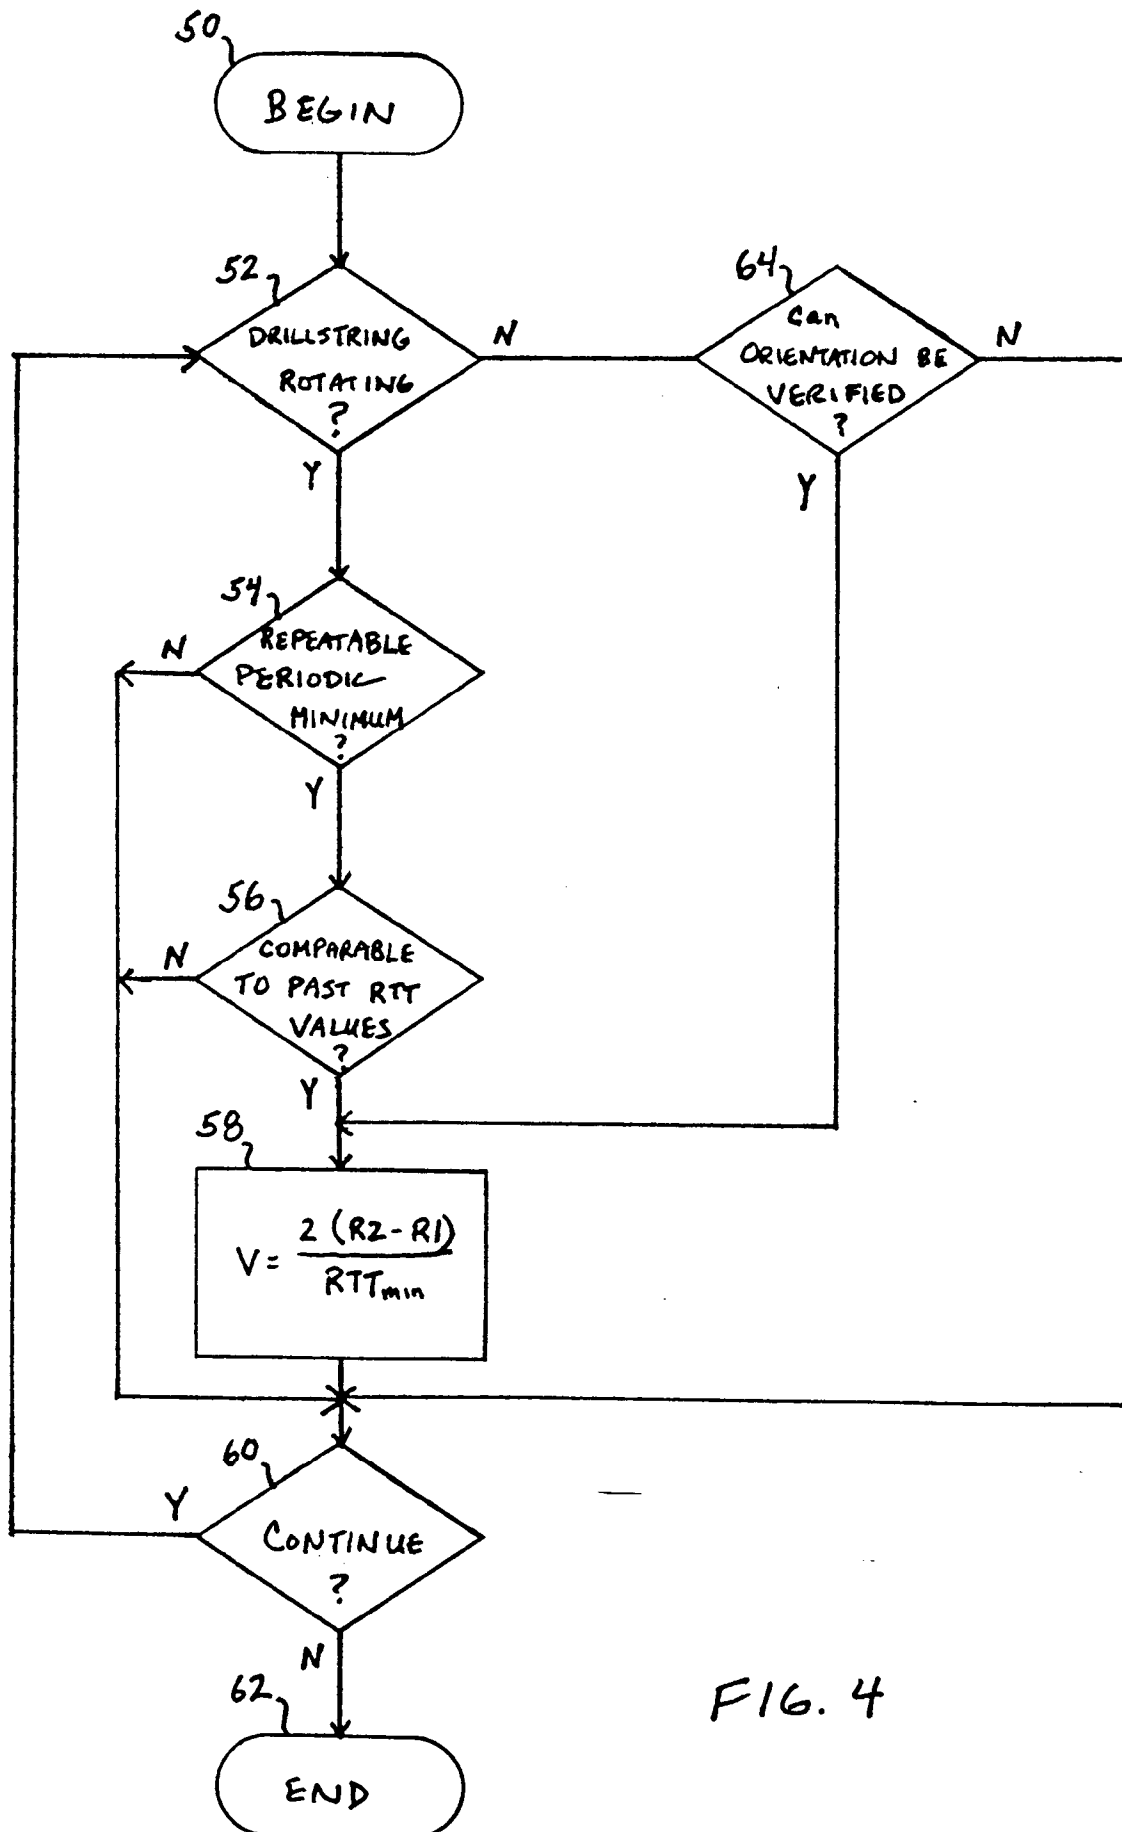 50
BEGIN
52
DRILLSTRING
ROTATING
?
N
Y
64
Can
ORIENTATION BE
VERIFIED
?
N
Y
54
REPEATABLE
PERIODIC
MINIMUM
?
N
Y
56
COMPARABLE
TO PAST RTT
VALUES
?
N
Y
58
V = 2 (R2 - R1)
RTTmin
60
CONTINUE
?
Y
N
62
END
FIG. 4